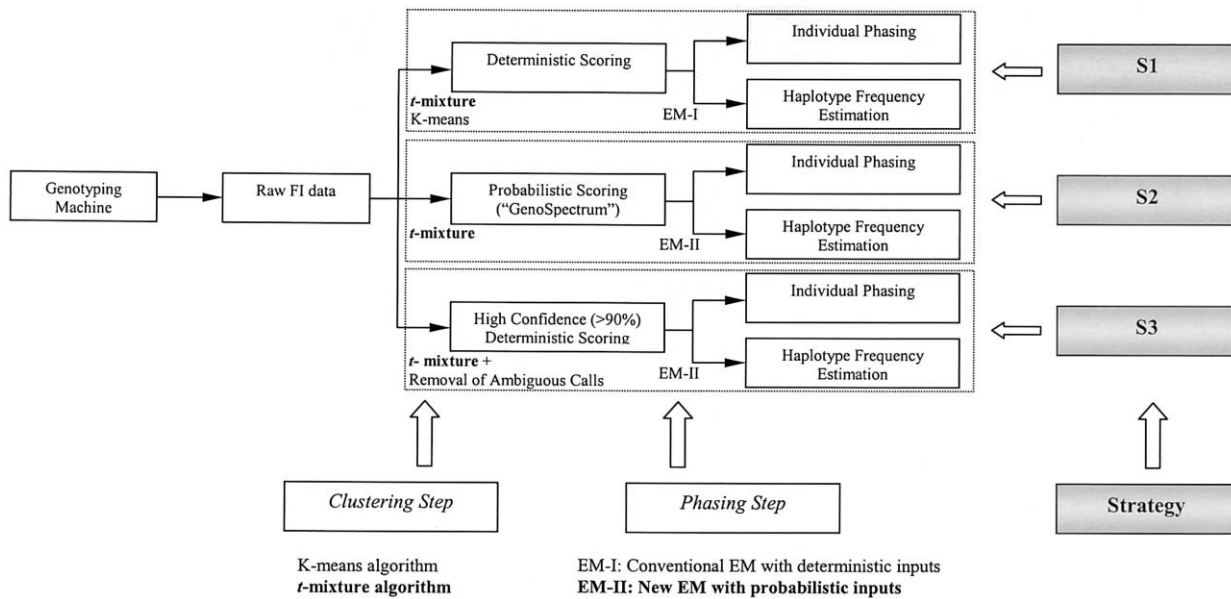 Genotyping
Machine
Raw FI data
Deterministic Scoring
t-mixture
K-means
EM-I
Individual Phasing
Haplotype Frequency
Estimation
S1
Probabilistic Scoring
(“GenoSpectrum”)
t-mixture
EM-II
Individual Phasing
Haplotype Frequency
Estimation
S2
High Confidence (>90%)
Deterministic Scoring
t- mixture +
Removal of Ambiguous Calls
EM-II
Individual Phasing
Haplotype Frequency
Estimation
S3
Clustering Step
Phasing Step
Strategy
K-means algorithm
t-mixture algorithm
EM-I: Conventional EM with deterministic inputs
EM-II: New EM with probabilistic inputs